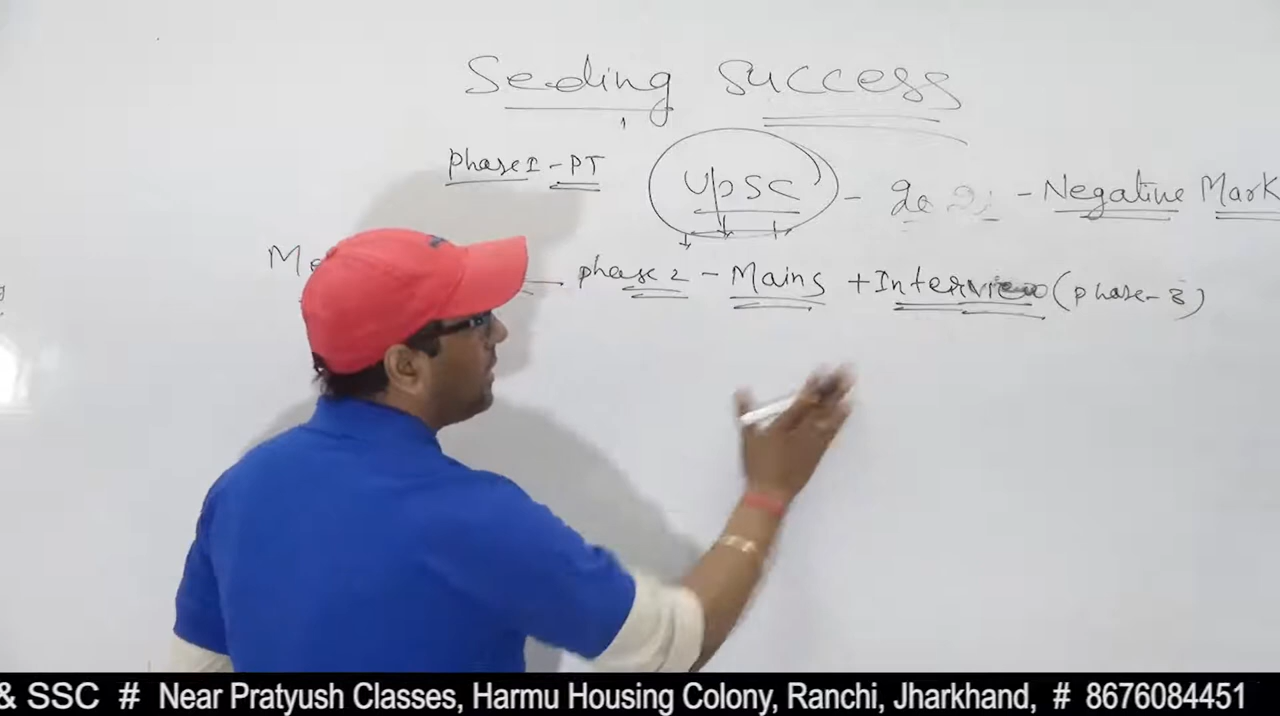 Seeding Success
Phase I - PT
UPSC - - Negative Mark
phase 2 - Mains + Interview (phase - 3)
& SSC # Near Pratyush Classes, Harmu Housing Colony, Ranchi, Jharkhand, # 8676084451